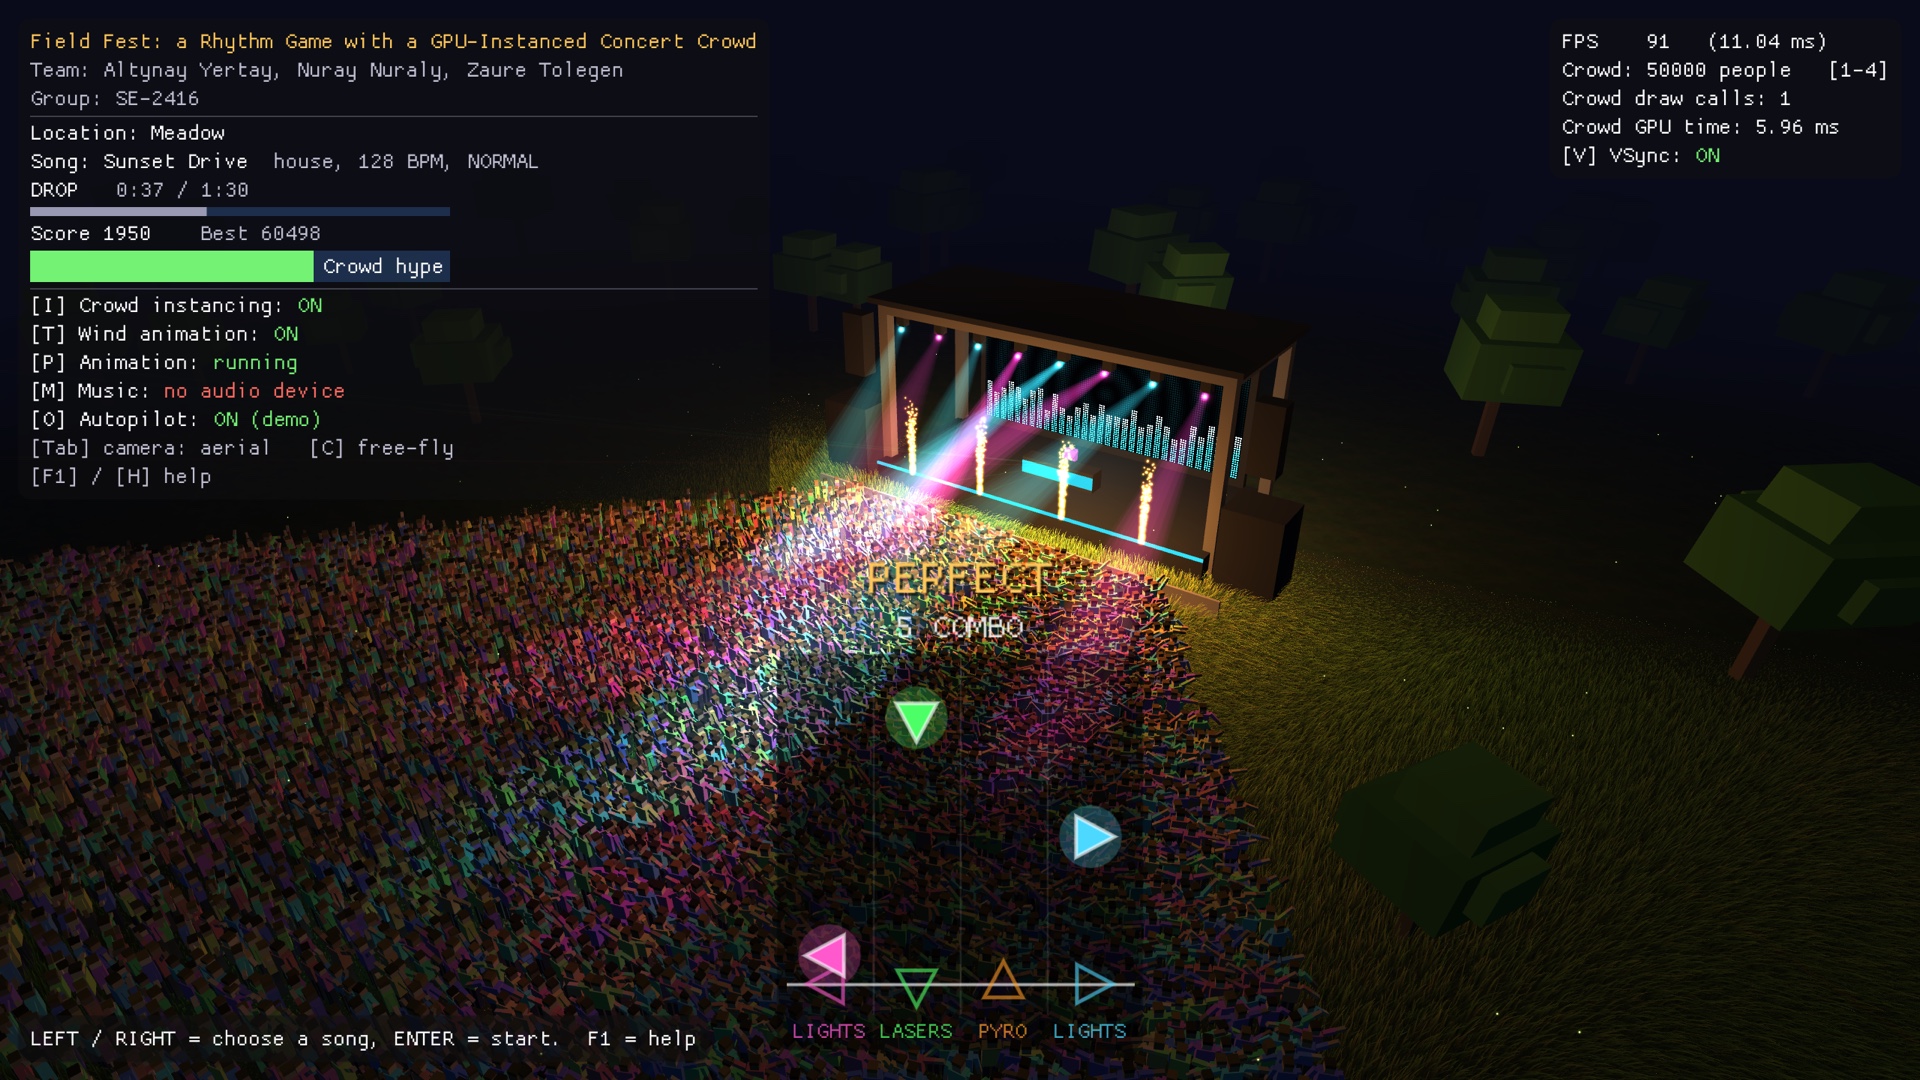 Field Fest: a Rhythm Game with a GPU-Instanced Concert Crowd
Team: Altynay Yertay, Nuray Nuraly, Zaure Tolegen
Group: SE-2416
Location: Meadow
Song: Sunset Drive house, 128 BPM, NORMAL
DROP 0:37 / 1:30
Score 1950 Best 60498
Crowd hype
[I] Crowd instancing: ON
[T] Wind animation: ON
[P] Animation: running
[M] Music: no audio device
[O] Autopilot: ON (demo)
[Tab] camera: aerial [C] free-fly
[F1] / [H] help
FPS 91 (11.04 ms)
Crowd: 50000 people [1-4]
Crowd draw calls: 1
Crowd GPU time: 5.96 ms
[V] VSync: ON
PERFECT
5 COMBO
LIGHTS LASERS PYRO LIGHTS
LEFT / RIGHT = choose a song, ENTER = start. F1 = help